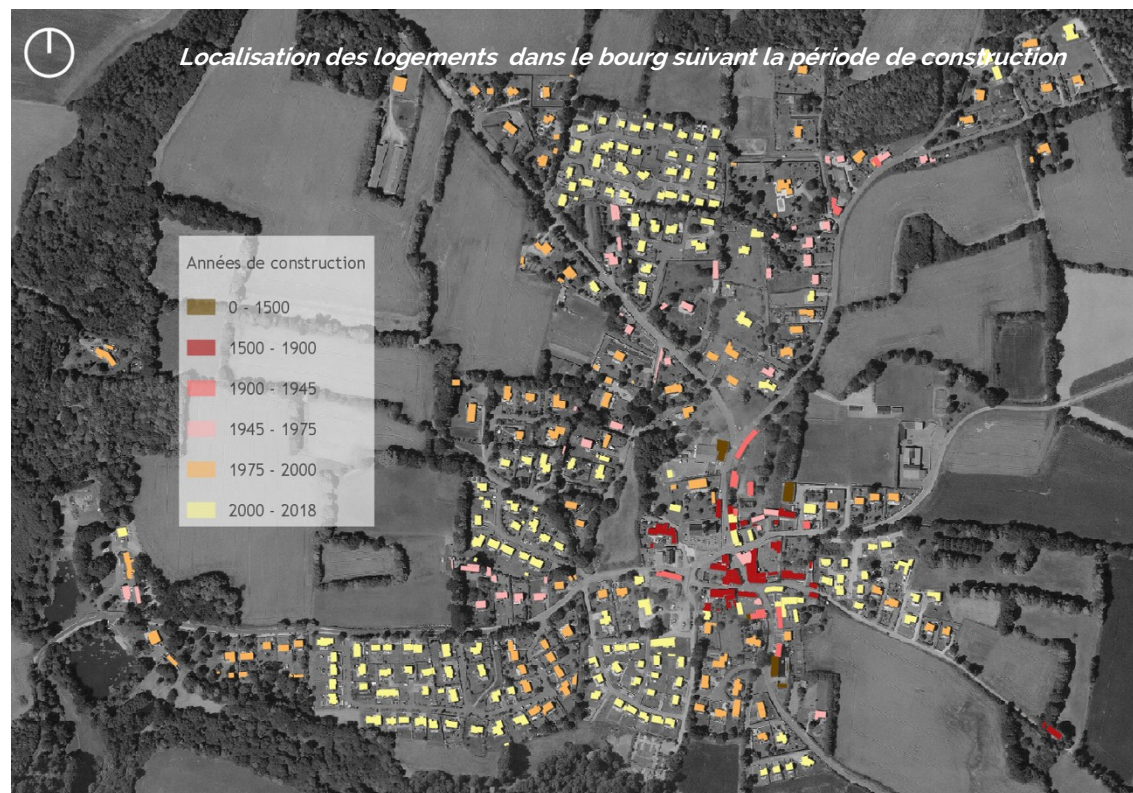 Localisation des logements dans le bourg suivant la période de construction
Années de construction
0 - 1500
1500 - 1900
1900 - 1945
1945 - 1975
1975 - 2000
2000 - 2018